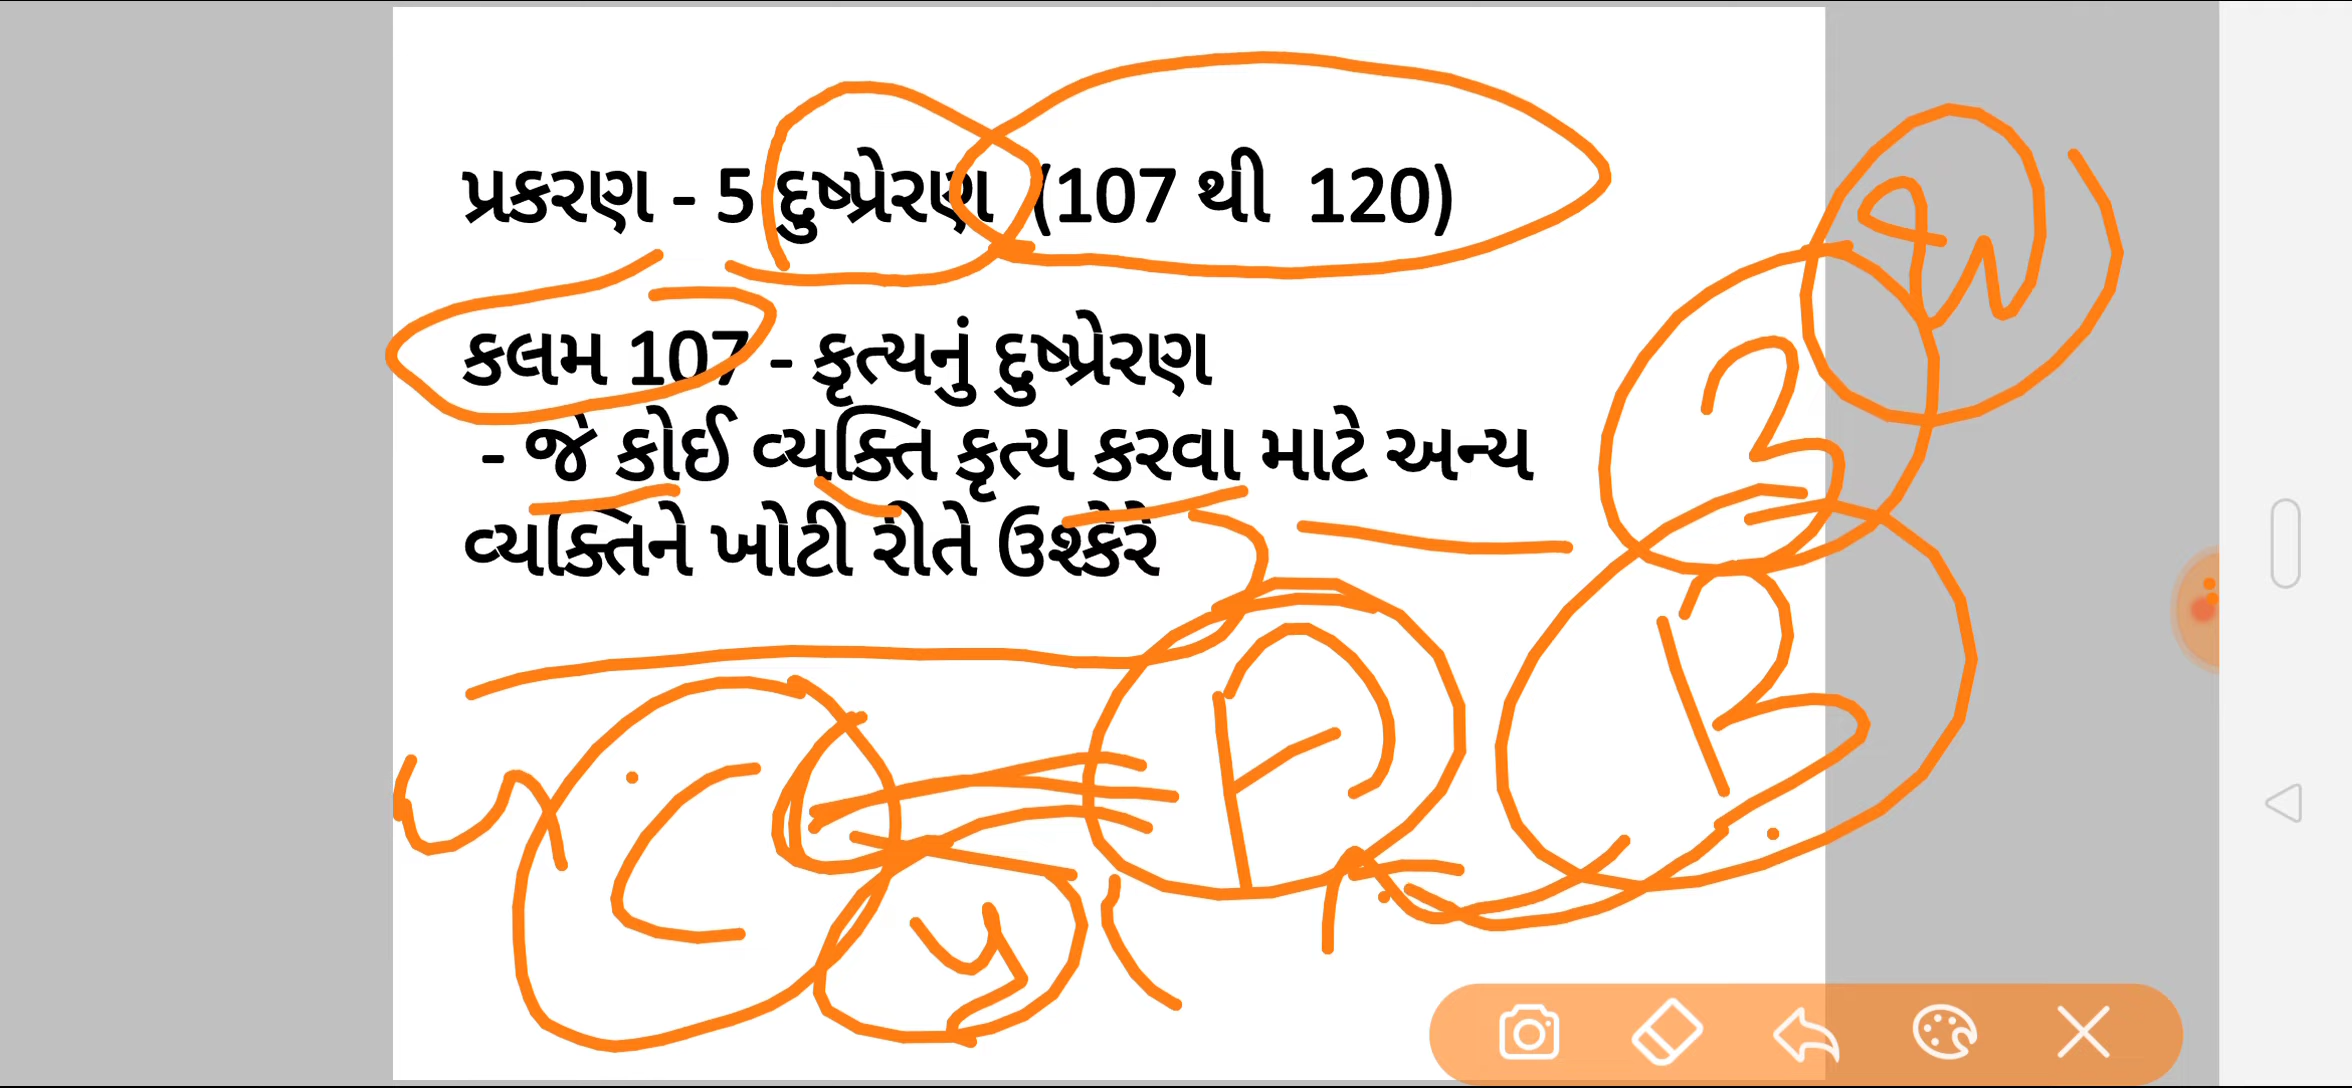 પ્રકરણ - 5 દુષ્પ્રેરણ (107 થી 120)
કલમ 107 - કૃત્યનું દુષ્પ્રેરણ
- જે કોઈ વ્યક્તિ કૃત્ય કરવા માટે અન્ય
વ્યક્તિને ખોટી રીતે ઉશ્કેરે